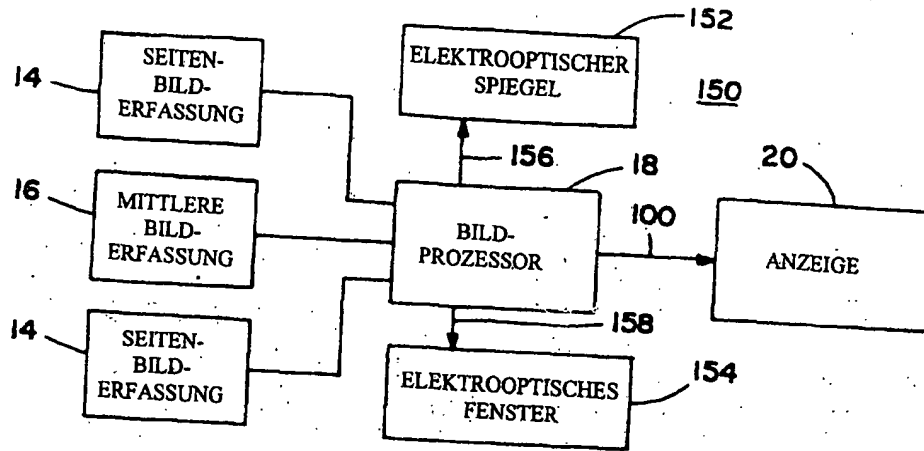 152
SEITEN-
BILD-
ERFASSUNG
14
ELEKTROOPTISCHER
SPIEGEL
150
156
18
20
16
MITTLERE
BILD-
ERFASSUNG
BILD-
PROZESSOR
100
ANZEIGE
14
SEITEN-
BILD-
ERFASSUNG
158
154
ELEKTROOPTISCHES
FENSTER